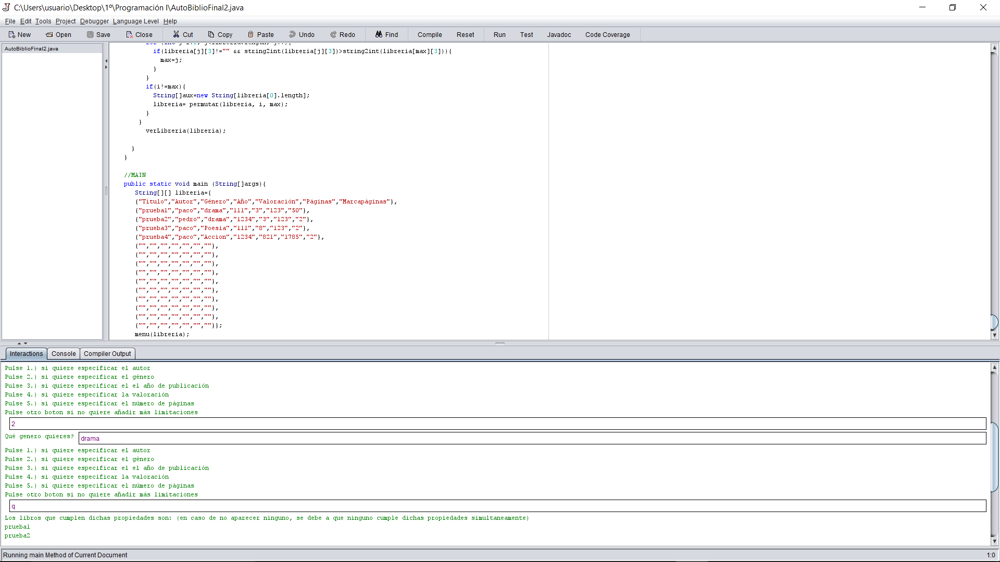 C:\Users\usuario\Desktop\1º\Programación I\AutoBiblioFinal2.java
File Edit Tools Project Debugger Language Level Help
New Open Save Close Cut Copy Paste Undo Redo Find Compile Reset Run Test Javadoc Code Coverage
AutoBiblioFinal2.java
for (int j=i+1; j<libreria.length; j++){
if(libreria[j][3]!="" && string2int(libreria[j][3])>string2int(libreria[max][3])){
max=j;
}
}
if(i!=max){
String[]aux=new String[libreria[0].length];
libreria= permutar(libreria, i, max);
}
}
verLibreria(libreria);
}
}
//MAIN
public static void main (String[]args){
String[][] libreria={
{"Título","Autor","Género","Año","Valoración","Páginas","Marcapáginas"},
{"prueba1","paco","drama","111","3","123","50"},
{"prueba2","pedro","drama","1234","3","123","2"},
{"prueba3","paco","Poesia","111","8","123","2"},
{"prueba4","paco","Accion","1234","821","1785","2"},
{"","","","","","",""},
{"","","","","","",""},
{"","","","","","",""},
{"","","","","","",""},
{"","","","","","",""},
{"","","","","","",""},
{"","","","","","",""},
{"","","","","","",""},
{"","","","","","",""},
{"","","","","","",""}};
menu(libreria);
Interactions Console Compiler Output
Pulse 1.) si quiere especificar el autor
Pulse 2.) si quiere especificar el género
Pulse 3.) si quiere especificar el el año de publicación
Pulse 4.) si quiere especificar la valoración
Pulse 5.) si quiere especificar el número de páginas
Pulse otro boton si no quiere añadir más limitaciones
2
Qué genero quieres? drama
Pulse 1.) si quiere especificar el autor
Pulse 2.) si quiere especificar el género
Pulse 3.) si quiere especificar el el año de publicación
Pulse 4.) si quiere especificar la valoración
Pulse 5.) si quiere especificar el número de páginas
Pulse otro boton si no quiere añadir más limitaciones
q
Los libros que cumplen dichas propiedades son: (en caso de no aparecer ninguno, se debe a que ninguno cumple dichas propiedades simultaneamente)
prueba1
prueba2
Running main Method of Current Document 1:0